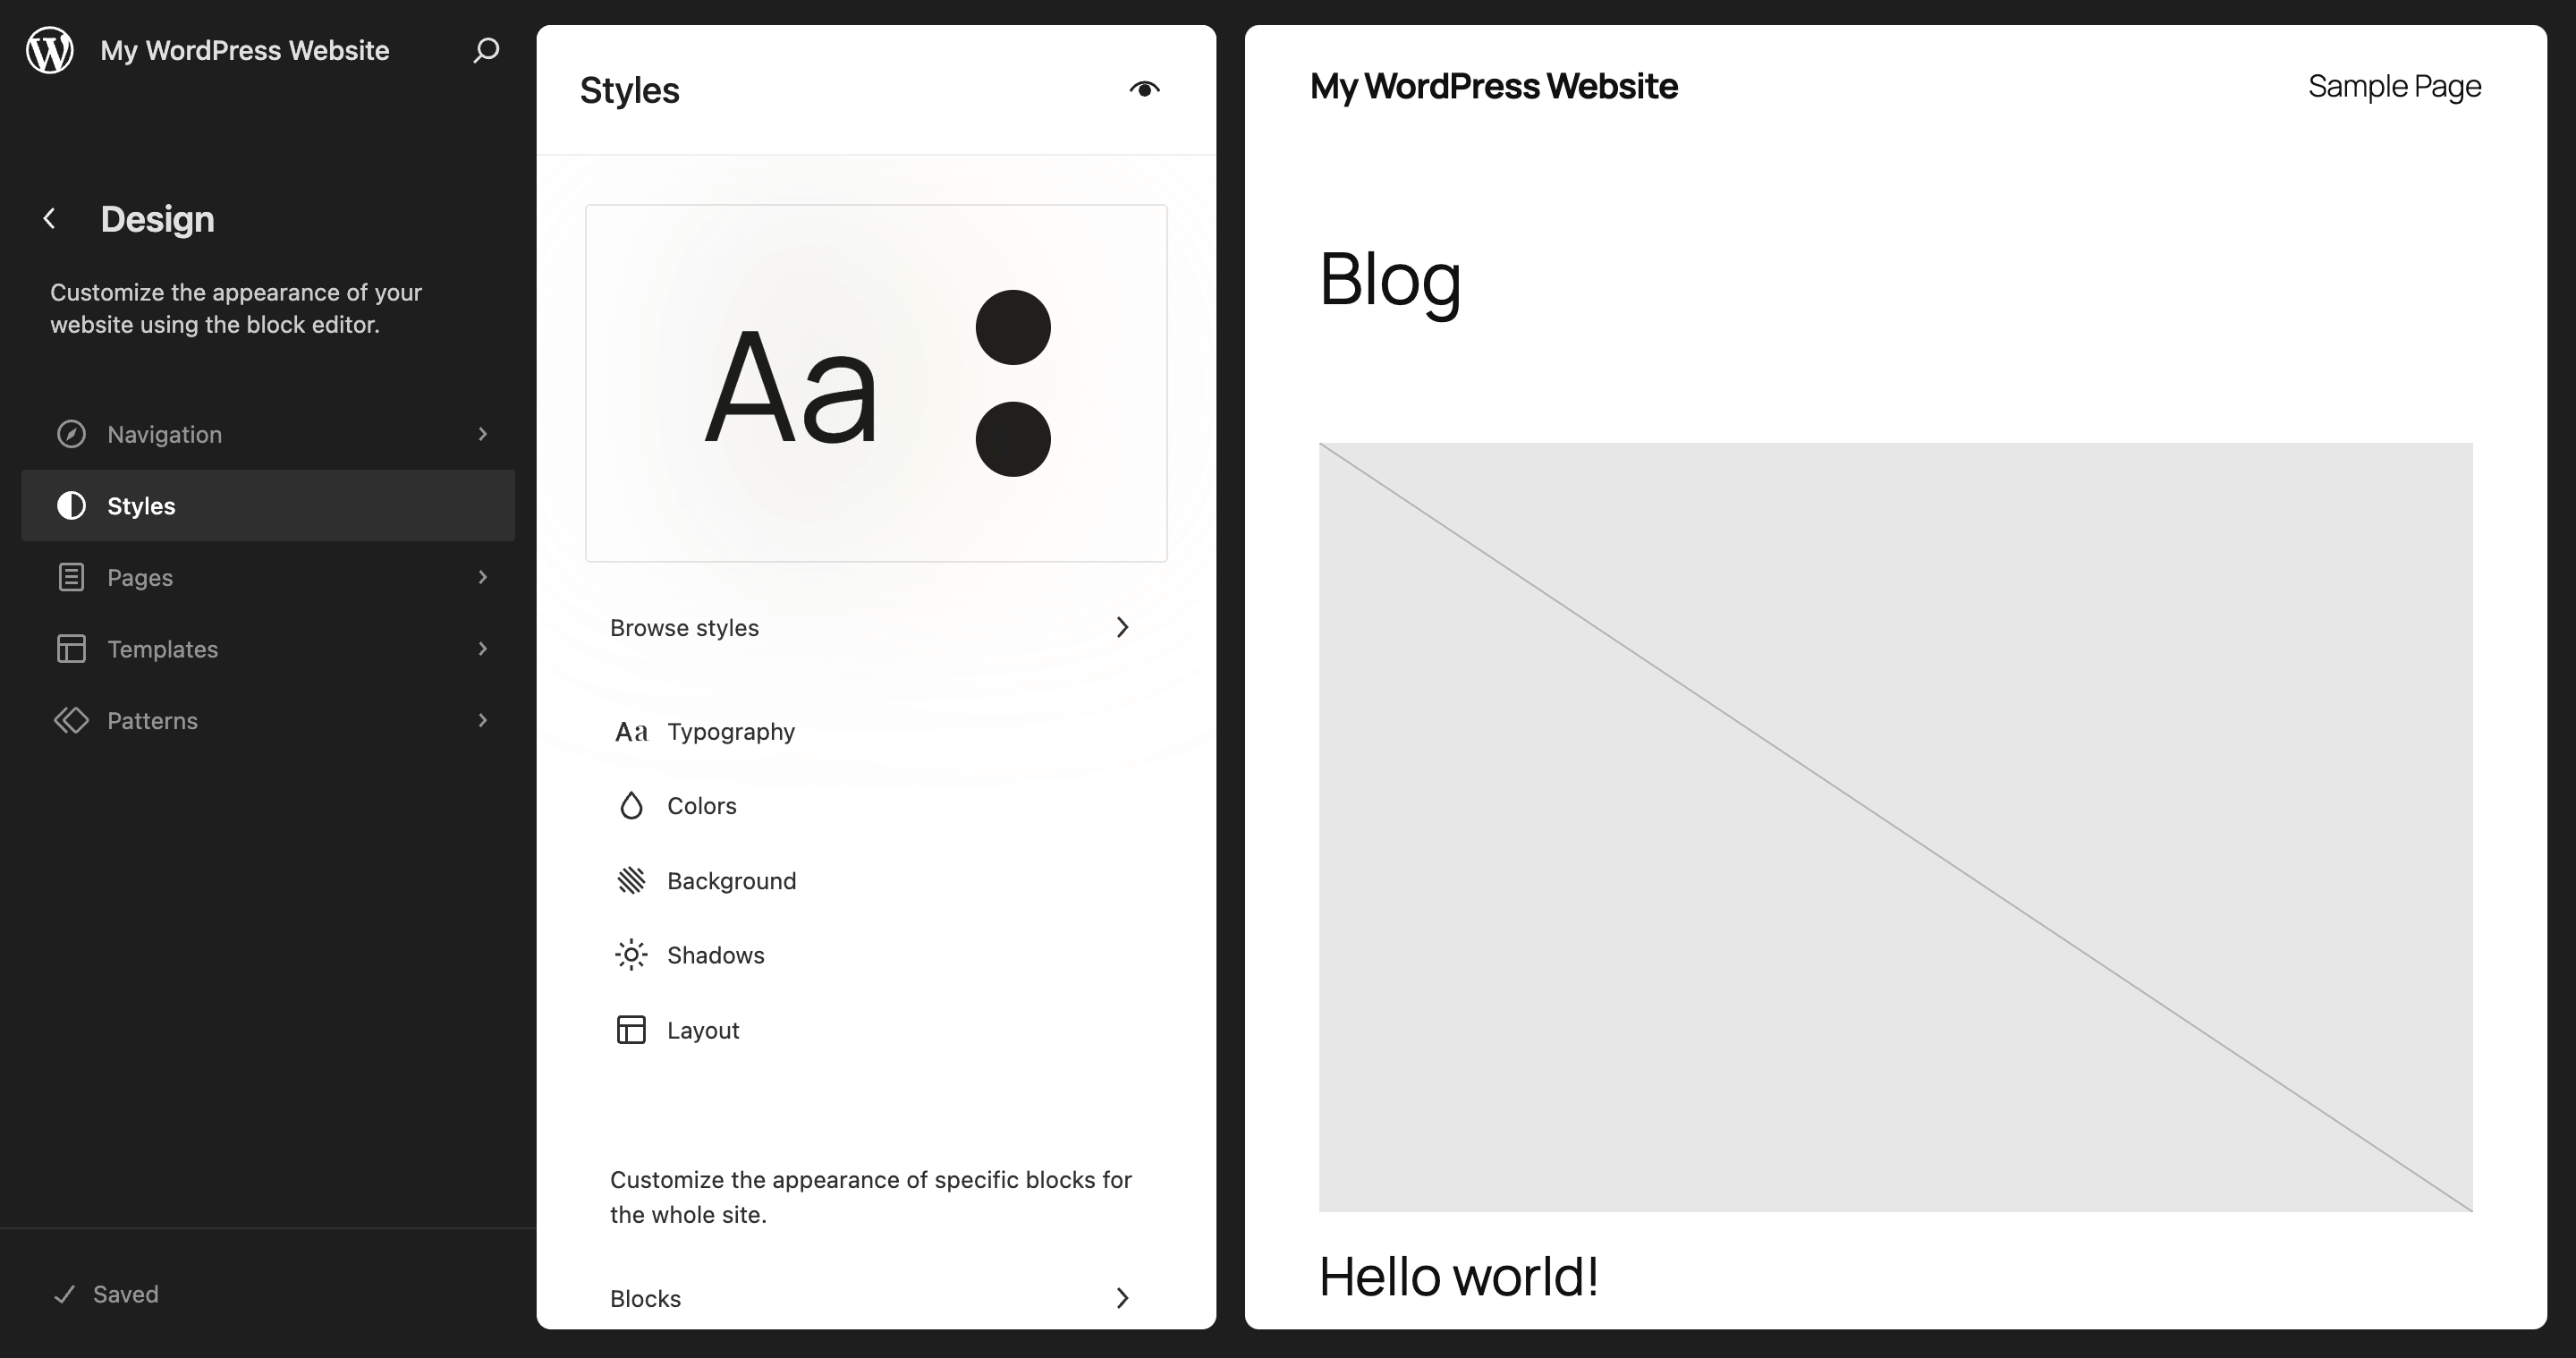 My WordPress Website
Design
Customize the appearance of your
website using the block editor.
Navigation
Styles
Pages
Templates
Patterns
Saved
Styles
Aa
Browse styles
Aa Typography
Colors
Background
Shadows
Layout
Customize the appearance of specific blocks for
the whole site.
Blocks
My WordPress Website
Sample Page
Blog
Hello world!